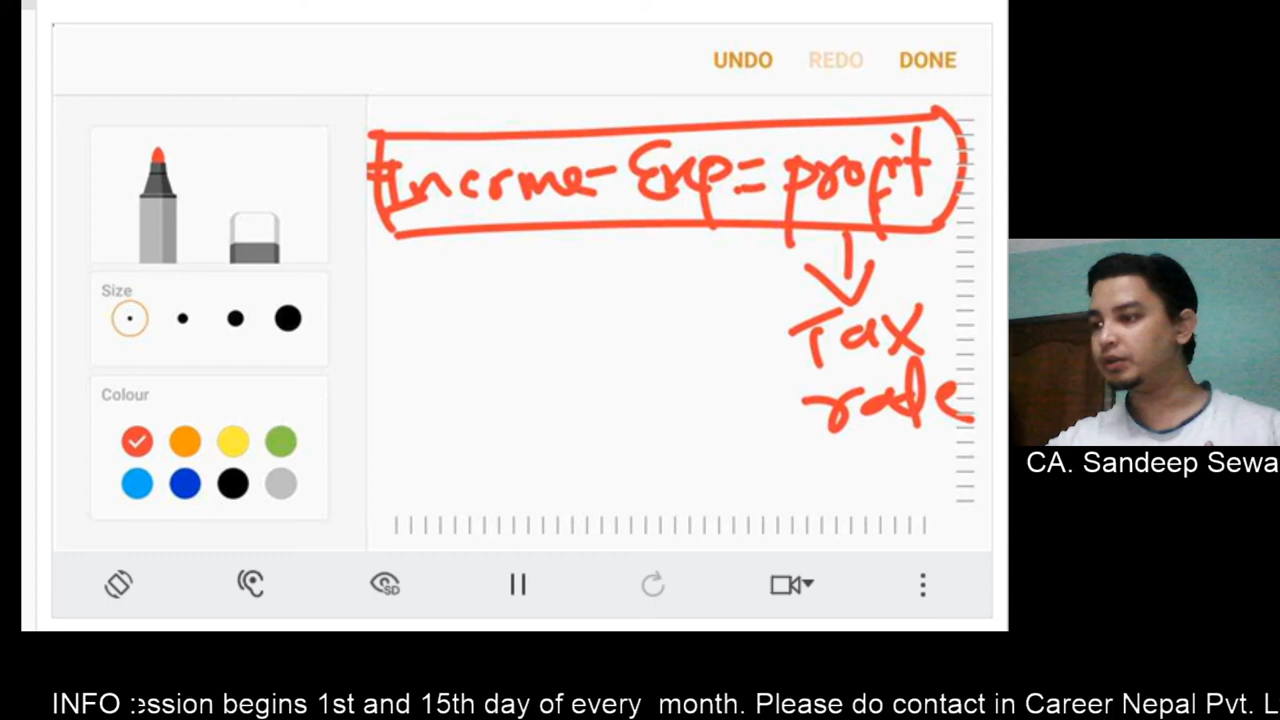 UNDO REDO DONE
Income - Exp = profit
Size
Tax
rate
Colour
SD
CA. Sandeep Sewa
INFO :ession begins 1st and 15th day of every month. Please do contact in Career Nepal Pvt. L